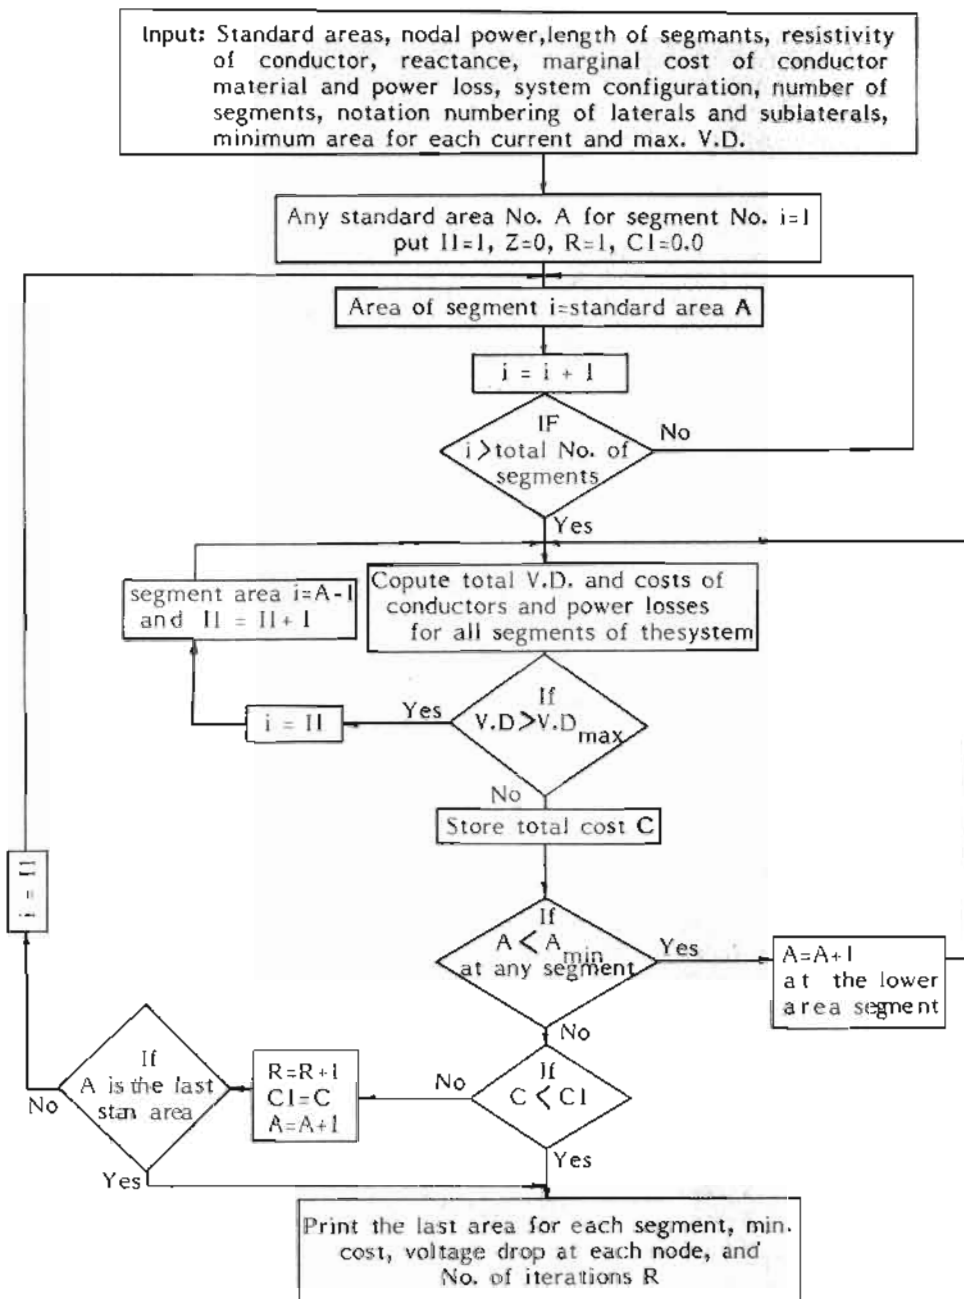 Input: Standard areas, nodal power,length of segmants, resistivity
of conductor, reactance, marginal cost of conductor
material and power loss, system configuration, number of
segments, notation numbering of laterals and sublaterals,
minimum area for each current and max. V.D.
Any standard area No. A for segment No. i=1
put I1=1, Z=0, R=1, C1=0.0
Area of segment i=standard area A
i = i + 1
IF
i > total No. of
segments
No
Yes
segment area i=A-1
and I1 = I1 + 1
Copute total V.D. and costs of
conductors and power losses
for all segments of thesystem
If
V.D > V.Dmax
Yes
i = I1
No
Store total cost C
i = I1
If
A < Amin
at any segment
Yes
A=A+1
at the lower
area segment
No
If
A is the last
stan area
No
R=R+1
C1=C
A=A+1
No
If
C < C1
Yes
Yes
Print the last area for each segment, min.
cost, voltage drop at each node, and
No. of iterations R